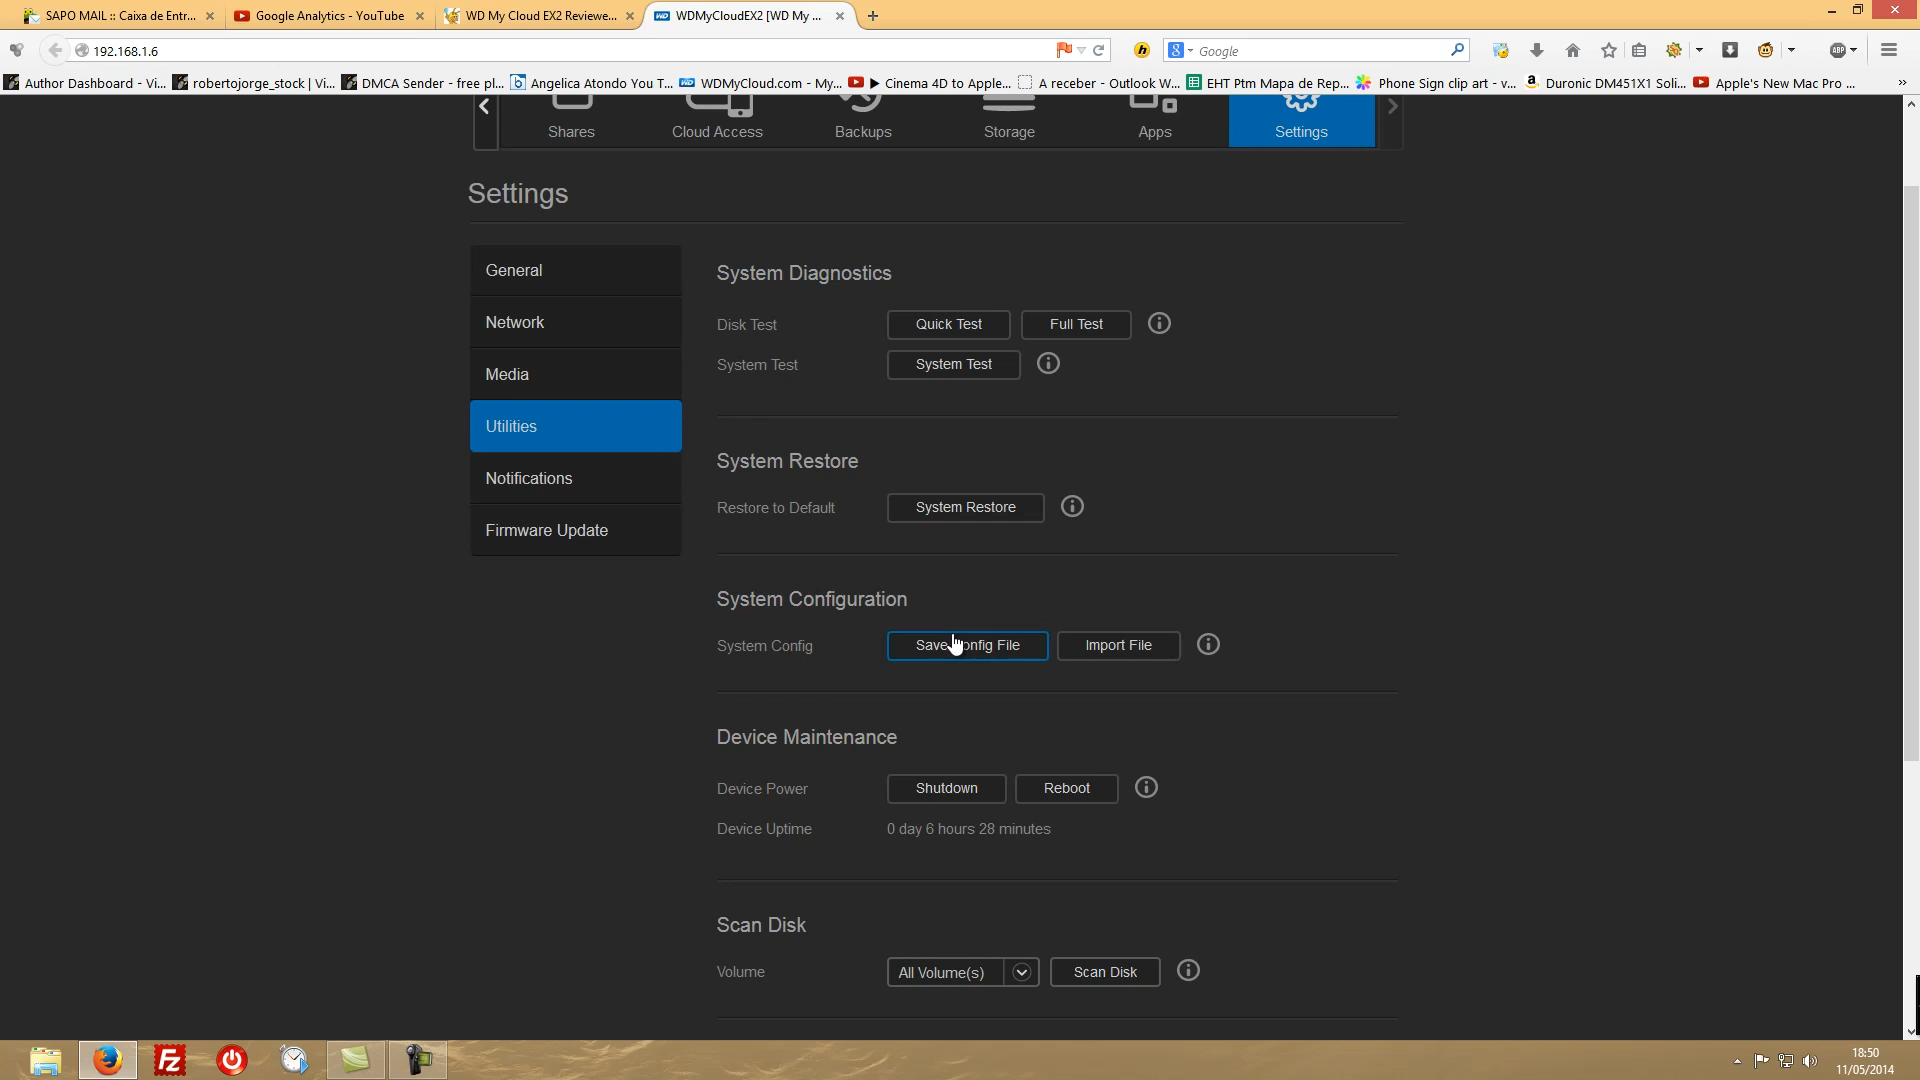 SAPO MAIL :: Caixa de Entr... Google Analytics - YouTube WD My Cloud EX2 Reviewe... WDMyCloudEX2 [WD My ...
192.168.1.6 Google
Author Dashboard - Vi... robertojorge_stock | Vi... DMCA Sender - free pl... Angelica Atondo You T... WDMyCloud.com - My... ▶ Cinema 4D to Apple... A receber - Outlook W... EHT Ptm Mapa de Rep... Phone Sign clip art - v... Duronic DM451X1 Soli... Apple's New Mac Pro ...
Shares Cloud Access Backups Storage Apps Settings
Settings
General
Network
Media
Utilities
Notifications
Firmware Update
System Diagnostics
Disk Test Quick Test Full Test
System Test System Test
System Restore
Restore to Default System Restore
System Configuration
System Config Save Config File Import File
Device Maintenance
Device Power Shutdown Reboot
Device Uptime 0 day 6 hours 28 minutes
Scan Disk
Volume All Volume(s) Scan Disk
18:50
11/05/2014